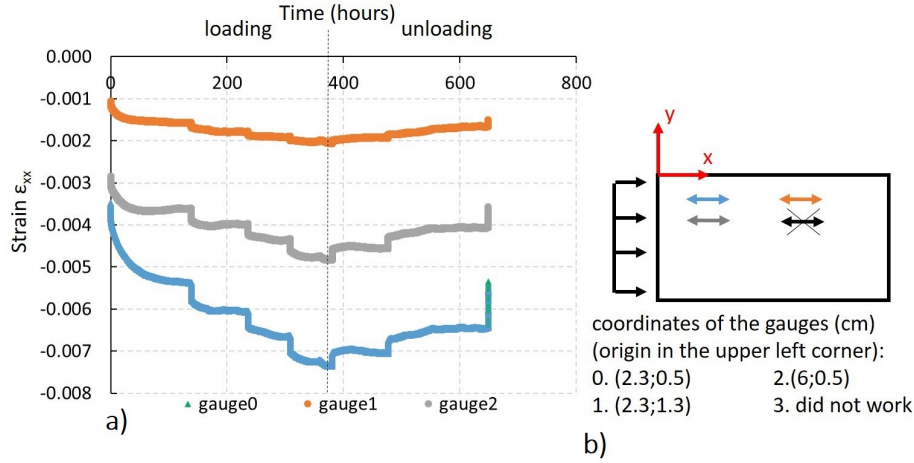 Time (hours)
loading
unloading
0.000
0
200
400
600
800
-0.001
-0.002
-0.003
-0.004
-0.005
-0.006
-0.007
-0.008
Strain εxx
gauge0
gauge1
gauge2
a)
y
x
coordinates of the gauges (cm)
(origin in the upper left corner):
0. (2.3;0.5) 2.(6;0.5)
1. (2.3;1.3) 3. did not work
b)